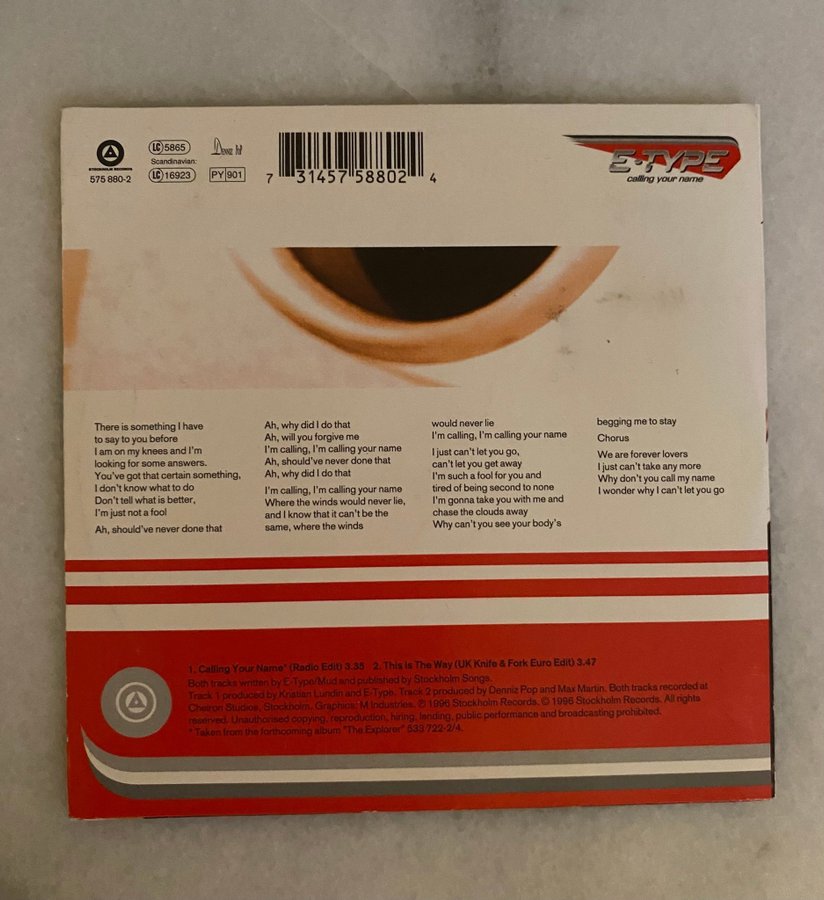 STOCKHOLM RECORDS
575 880-2
LC 5865
Scandinavian:
LC 16923
Denniz Pop
PY 901
7 31457 58802 4
E-TYPE
calling your name
There is something I have
to say to you before
I am on my knees and I'm
looking for some answers.
You've got that certain something,
I don't know what to do
Don't tell what is better,
I'm just not a fool
Ah, should've never done that
Ah, why did I do that
Ah, will you forgive me
I'm calling, I'm calling your name
Ah, should've never done that
Ah, why did I do that
I'm calling, I'm calling your name
Where the winds would never lie,
and I know that it can't be the
same, where the winds
would never lie
I'm calling, I'm calling your name
I just can't let you go,
can't let you get away
I'm such a fool for you and
tired of being second to none
I'm gonna take you with me and
chase the clouds away
Why can't you see your body's
begging me to stay
Chorus
We are forever lovers
I just can't take any more
Why don't you call my name
I wonder why I can't let you go
1. Calling Your Name* (Radio Edit) 3.35 2. This Is The Way (UK Knife & Fork Euro Edit) 3.47
Both tracks written by E-Type/Mud and published by Stockholm Songs.
Track 1 produced by Kristian Lundin and E-Type. Track 2 produced by Denniz Pop and Max Martin. Both tracks recorded at
Cheiron Studios, Stockholm. Graphics: M Industries. ℗ 1996 Stockholm Records. © 1996 Stockholm Records. All rights
reserved. Unauthorised copying, reproduction, hiring, lending, public performance and broadcasting prohibited.
* Taken from the forthcoming album "The Explorer" 533 722-2/4.